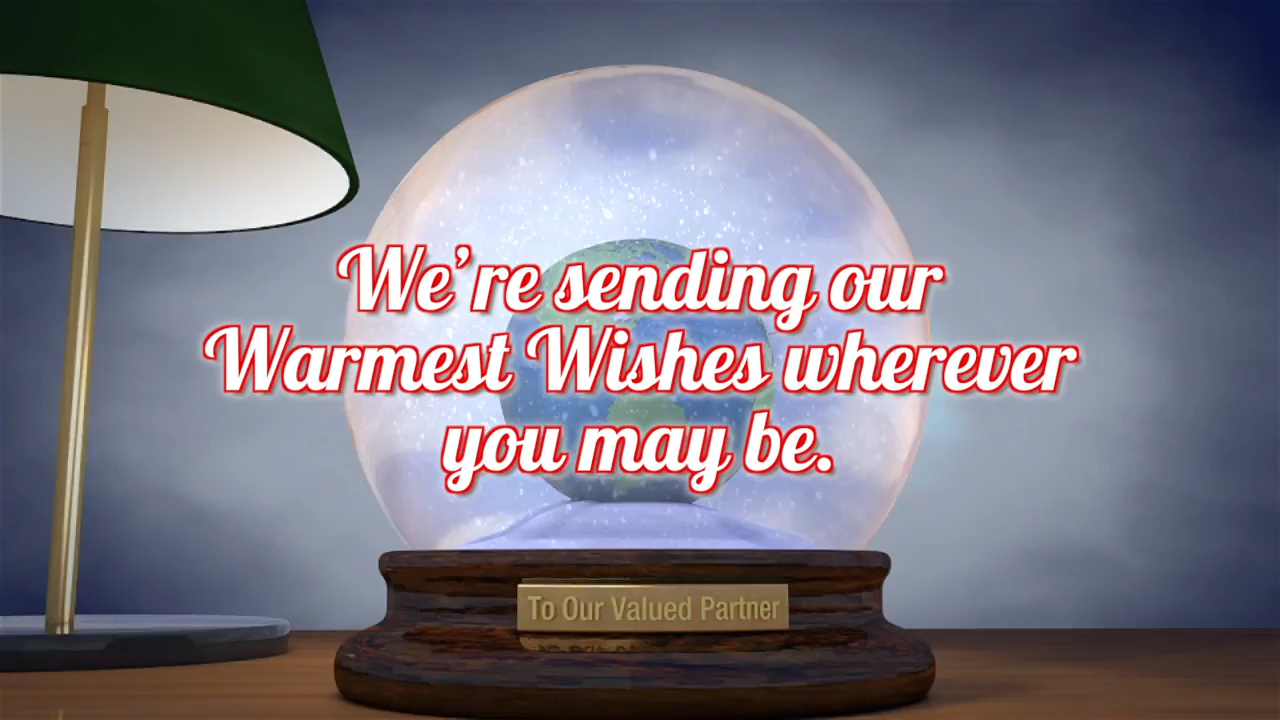 We’re sending our
Warmest Wishes wherever
you may be.
To Our Valued Partner